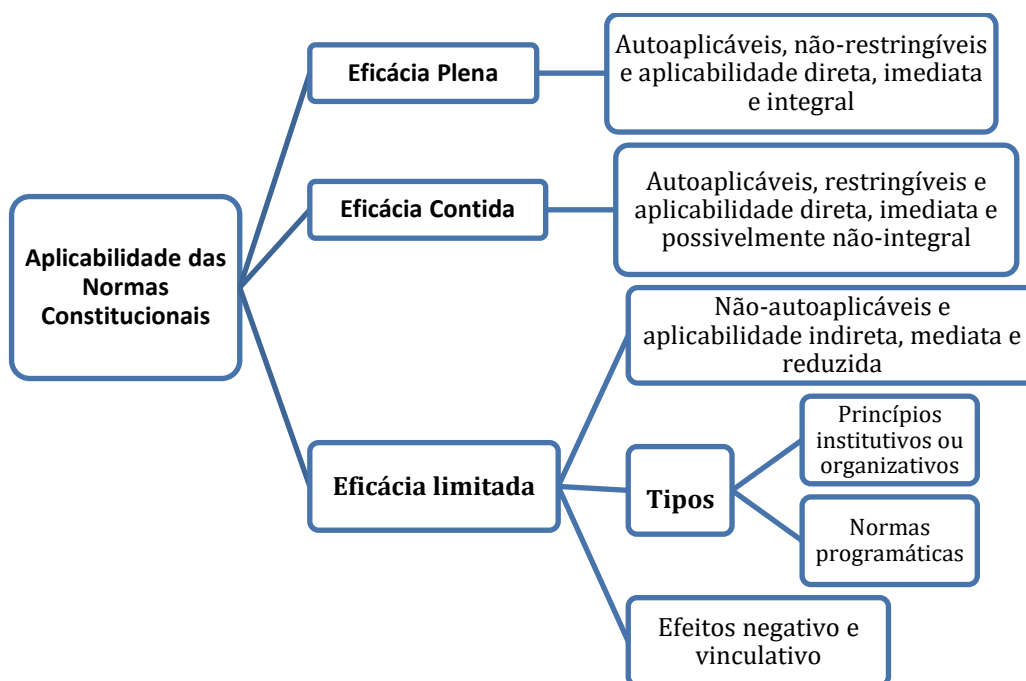 Aplicabilidade das
Normas
Constitucionais
Eficácia Plena
Autoaplicáveis, não-restringíveis
e aplicabilidade direta, imediata
e integral
Eficácia Contida
Autoaplicáveis, restringíveis e
aplicabilidade direta, imediata e
possivelmente não-integral
Eficácia limitada
Não-autoaplicáveis e
aplicabilidade indireta, mediata e
reduzida
Tipos
Princípios
institutivos ou
organizativos
Normas
programáticas
Efeitos negativo e
vinculativo